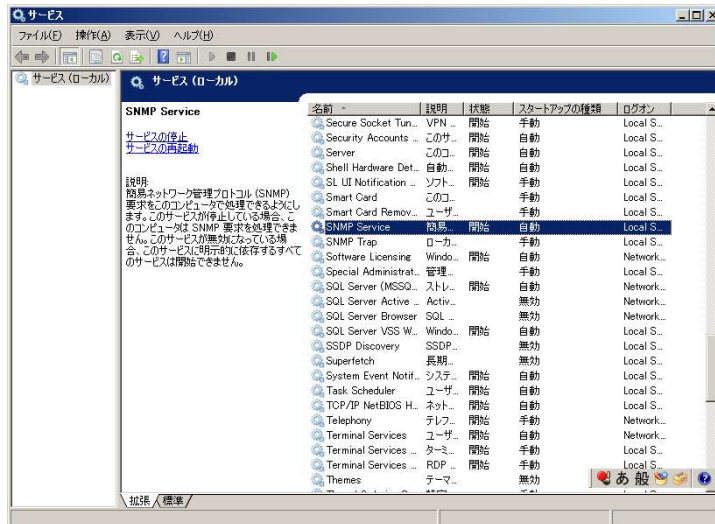 サービス
ファイル(F) 操作(A) 表示(V) ヘルプ(H)
サービス (ローカル)
サービス (ローカル)
SNMP Service
サービスの停止
サービスの再起動
説明:
簡易ネットワーク管理プロトコル (SNMP)
要求をこのコンピュータで処理できるようにし
ます。このサービスが停止している場合、こ
のコンピュータは SNMP 要求を処理できま
せん。このサービスが無効になっている場
合、このサービスに明示的に依存するすべて
のサービスは開始できません。
名前 説明 状態 スタートアップの種類 ログオン
Secure Socket Tun... VPN ... 開始 手動 Local S...
Security Accounts ... このサ... 開始 自動 Local S...
Server このコ... 開始 自動 Local S...
Shell Hardware Det... 自動... 開始 自動 Local S...
SL UI Notification ... ソフト... 開始 手動 Local S...
Smart Card このコ... 手動 Local S...
Smart Card Remov... ユーザ... 手動 Local S...
SNMP Service 簡易... 開始 自動 Local S...
SNMP Trap ローカ... 手動 Local S...
Software Licensing Windo... 開始 自動 Network...
Special Administrat... 管理... 手動 Local S...
SQL Server (MSSQ... ストレ... 開始 自動 Network...
SQL Server Active ... Activ... 無効 Network...
SQL Server Browser SQL ... 無効 Network...
SQL Server VSS W... Windo... 開始 自動 Local S...
SSDP Discovery SSDP... 無効 Local S...
Superfetch 長期... 無効 Local S...
System Event Notif... システ... 開始 自動 Local S...
Task Scheduler ユーザ... 開始 自動 Local S...
TCP/IP NetBIOS H... ネット... 開始 自動 Local S...
Telephony テレフ... 開始 手動 Network...
Terminal Services ユーザ... 開始 自動 Network...
Terminal Services ... ターミ... 開始 手動 Local S...
Terminal Services ... RDP ... 開始 手動 Local S...
Themes テーマ... 無効 Local S...
あ 般
拡張 標準